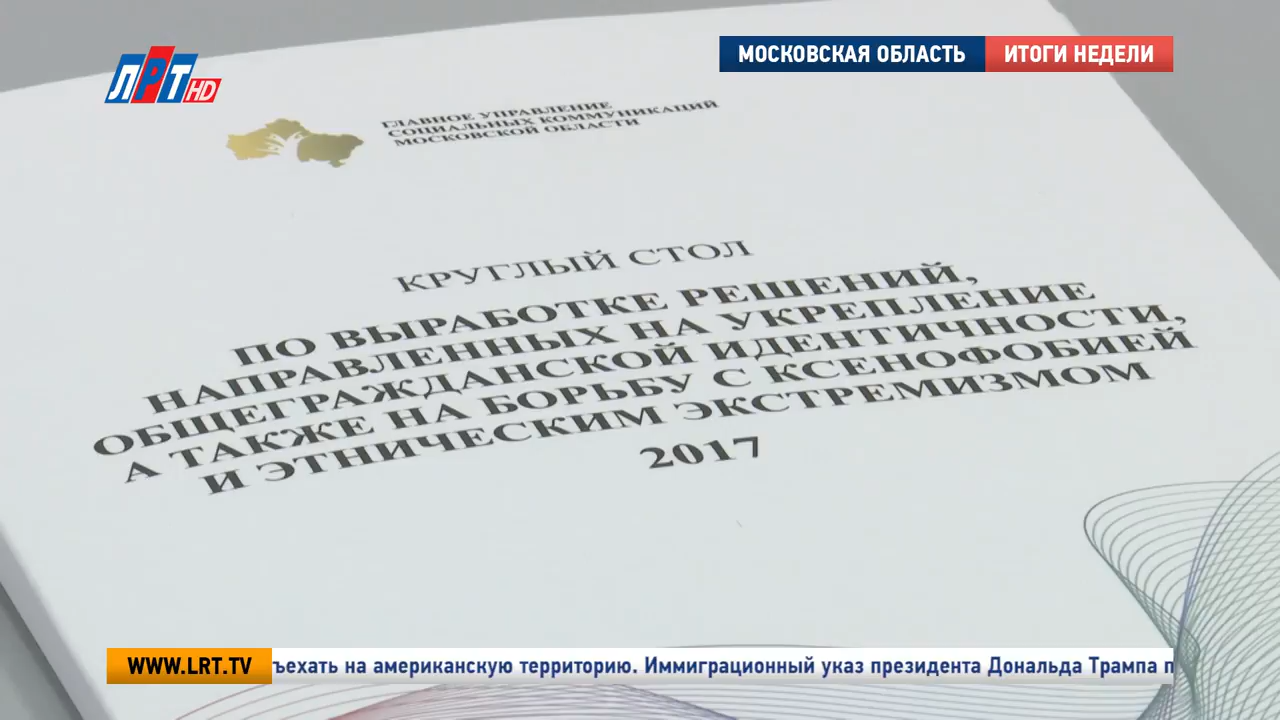 ЛРТ HD
МОСКОВСКАЯ ОБЛАСТЬ ИТОГИ НЕДЕЛИ
ГЛАВНОЕ УПРАВЛЕНИЕ
СОЦИАЛЬНЫХ КОММУНИКАЦИЙ
МОСКОВСКОЙ ОБЛАСТИ
КРУГЛЫЙ СТОЛ
ПО ВЫРАБОТКЕ РЕШЕНИЙ,
НАПРАВЛЕННЫХ НА УКРЕПЛЕНИЕ
ОБЩЕГРАЖДАНСКОЙ ИДЕНТИЧНОСТИ,
А ТАКЖЕ НА БОРЬБУ С КСЕНОФОБИЕЙ
И ЭТНИЧЕСКИМ ЭКСТРЕМИЗМОМ
2017
WWW.LRT.TV ъехать на американскую территорию. Иммиграционный указ президента Дональда Трампа п